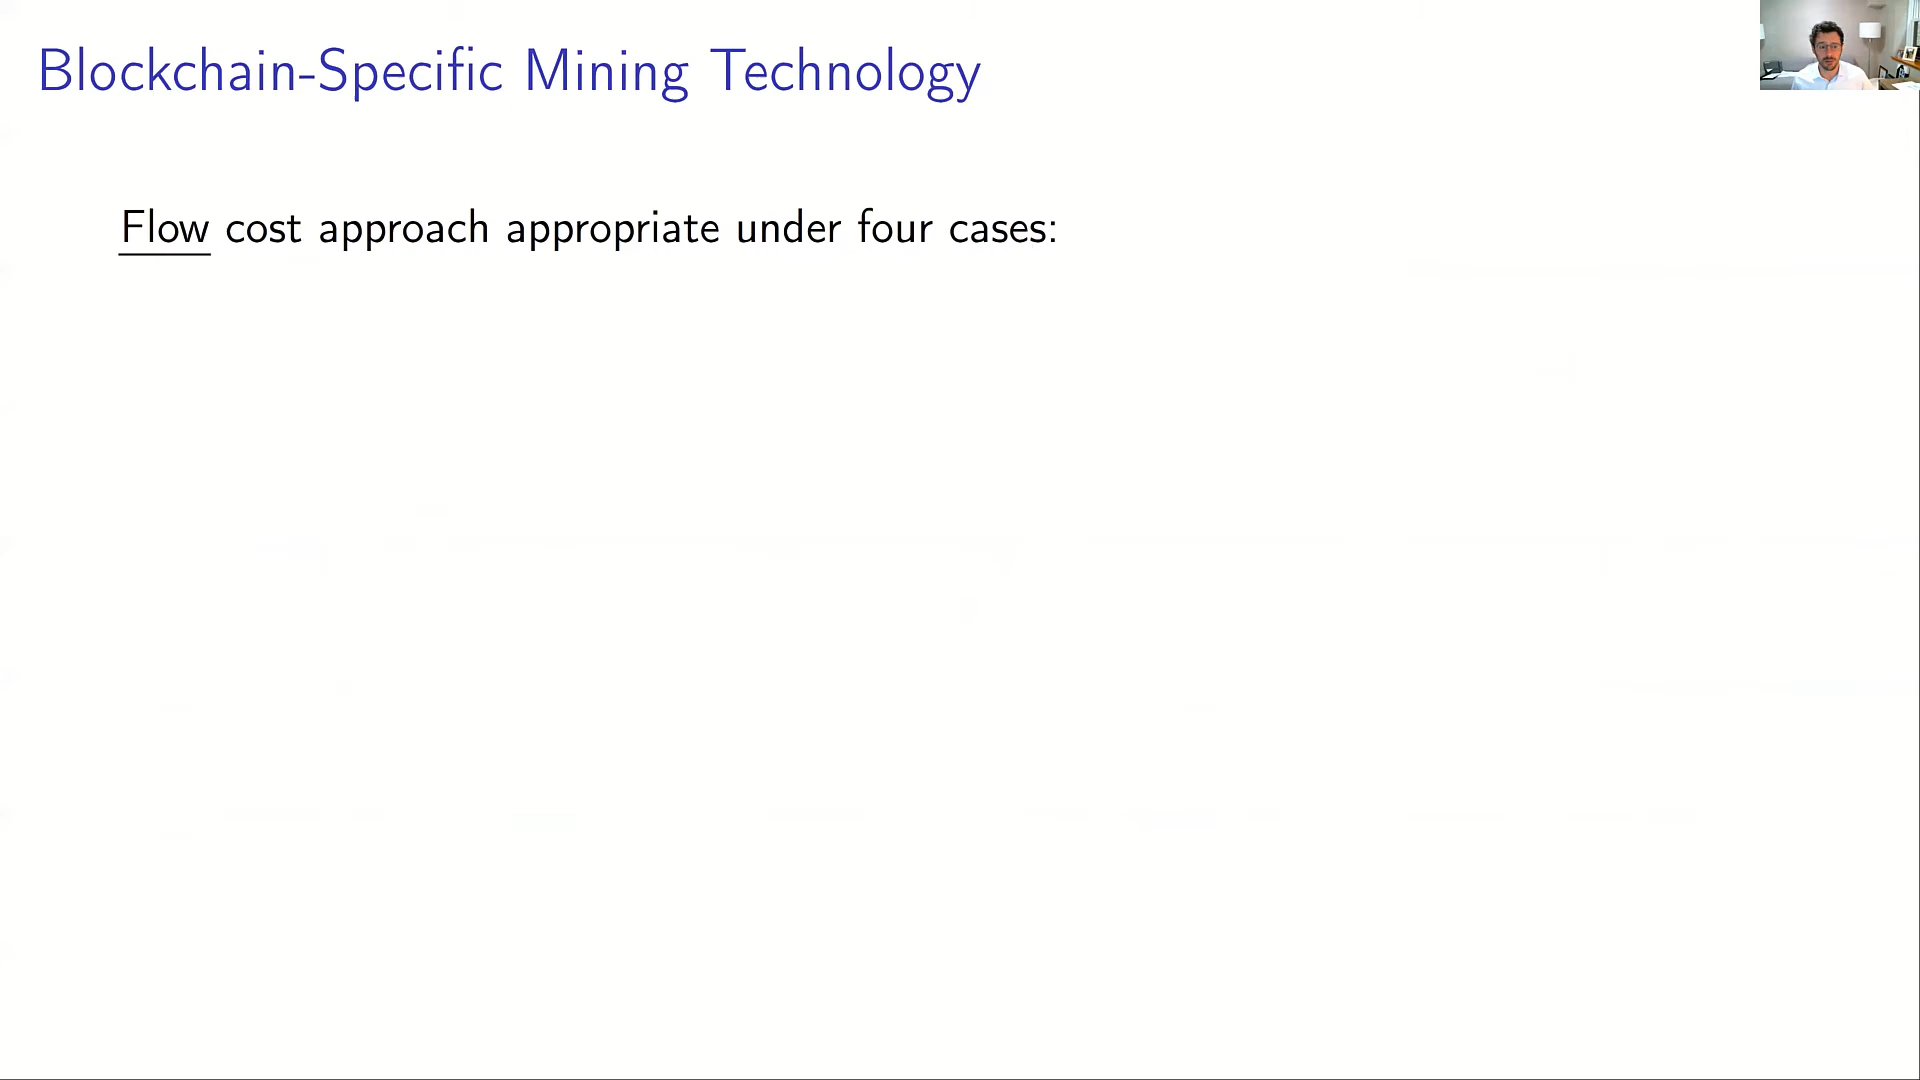 Blockchain-Specific Mining Technology
Flow cost approach appropriate under four cases: